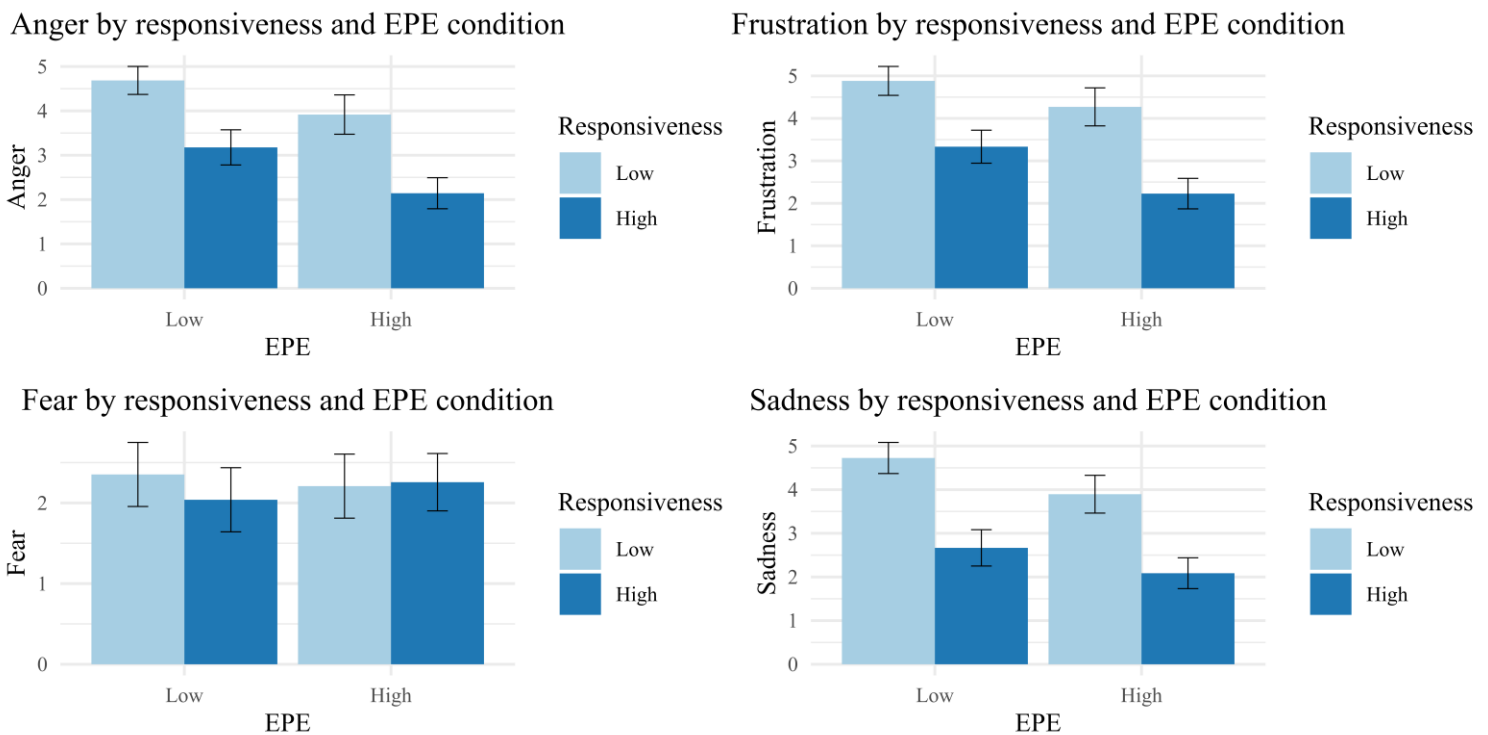 Anger by responsiveness and EPE condition
5
4
3
2
1
0
Anger
Low
High
EPE
Responsiveness
Low
High
Frustration by responsiveness and EPE condition
5
4
3
2
1
0
Frustration
Low
High
EPE
Responsiveness
Low
High
Fear by responsiveness and EPE condition
2
1
0
Fear
Low
High
EPE
Responsiveness
Low
High
Sadness by responsiveness and EPE condition
5
4
3
2
1
0
Sadness
Low
High
EPE
Responsiveness
Low
High